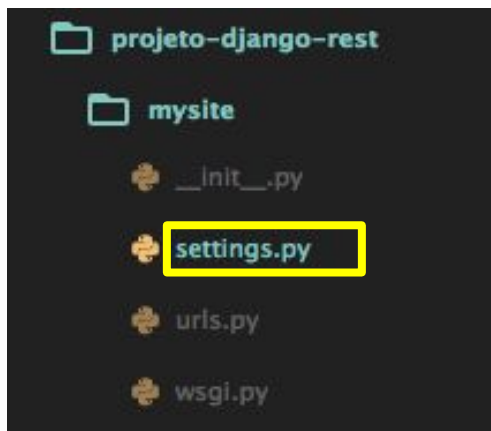 projeto-django-rest
mysite
__init__.py
settings.py
urls.py
wsgi.py